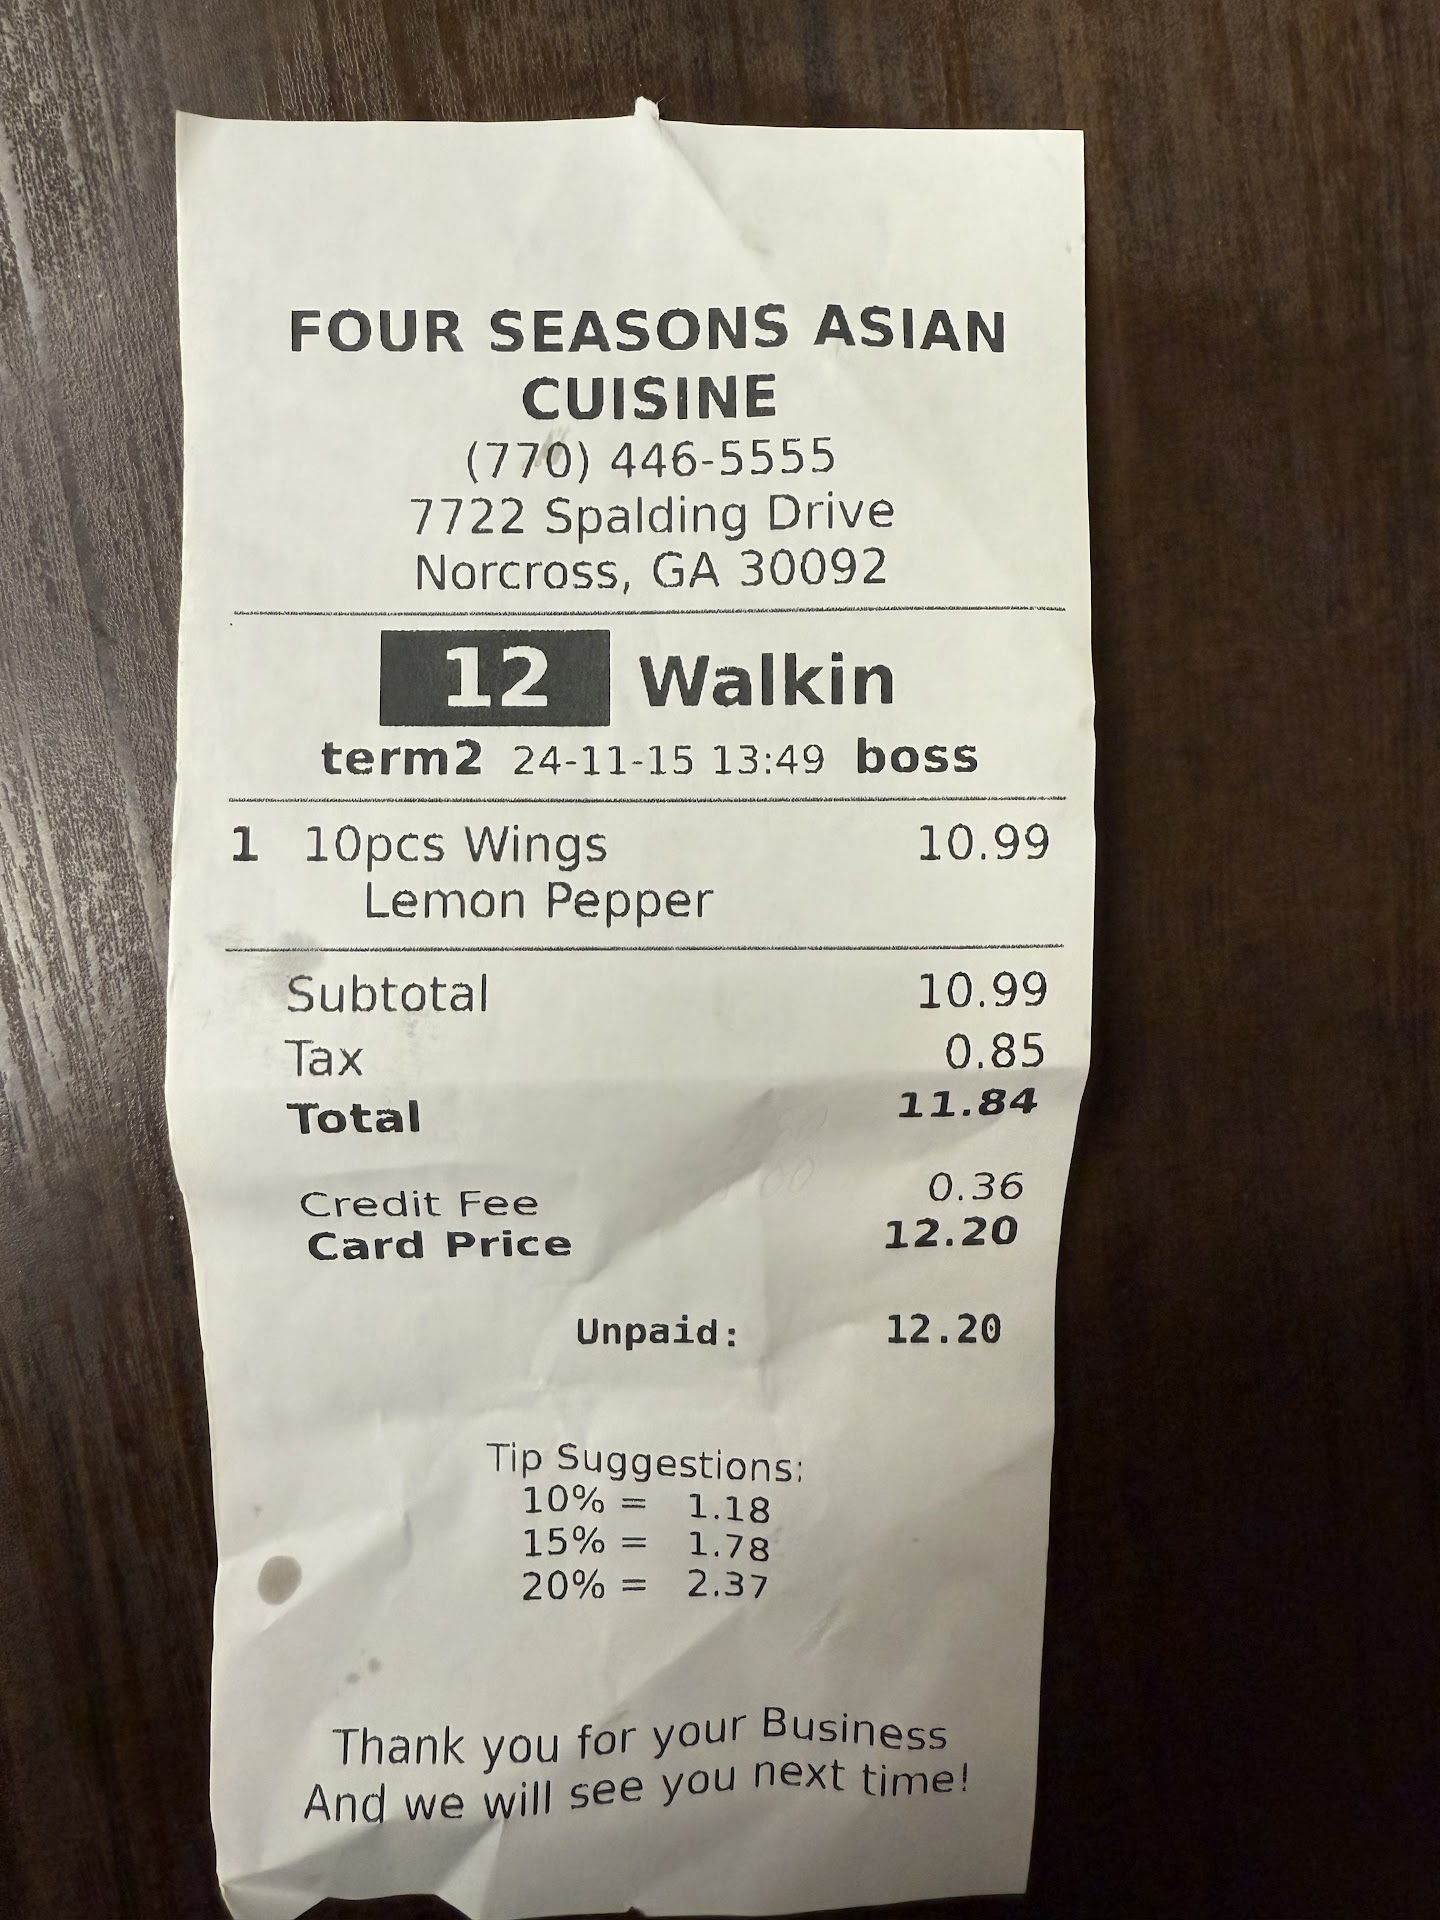 FOUR SEASONS ASIAN
CUISINE
(770) 446-5555
7722 Spalding Drive
Norcross, GA 30092
12 Walkin
term2 24-11-15 13:49 boss
1 10pcs Wings 10.99
Lemon Pepper
Subtotal 10.99
Tax 0.85
Total 11.84
Credit Fee 0.36
Card Price 12.20
Unpaid: 12.20
Tip Suggestions:
10% = 1.18
15% = 1.78
20% = 2.37
Thank you for your Business
And we will see you next time!